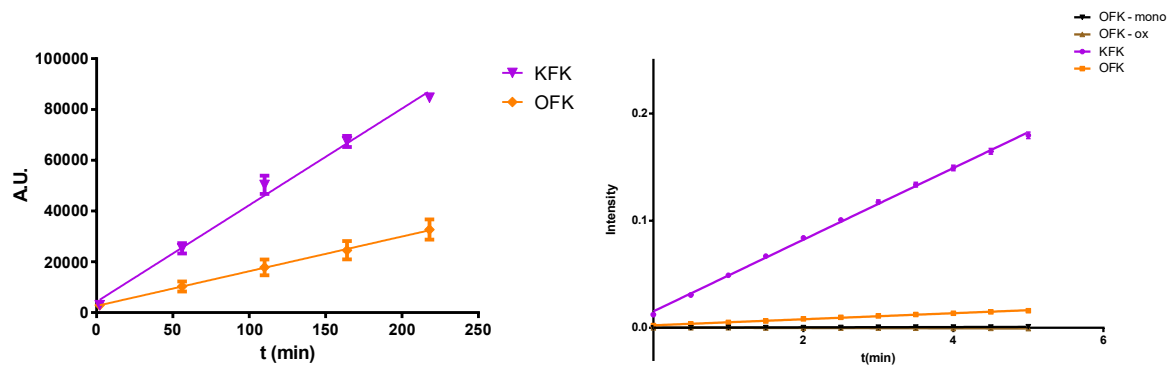 100000
80000
60000
40000
20000
0
A.U.
0 50 100 150 200 250
t (min)
KFK
OFK
OFK - mono
OFK - ox
KFK
OFK
0.2
0.1
0.0
Intensity
2 4 6
t(min)